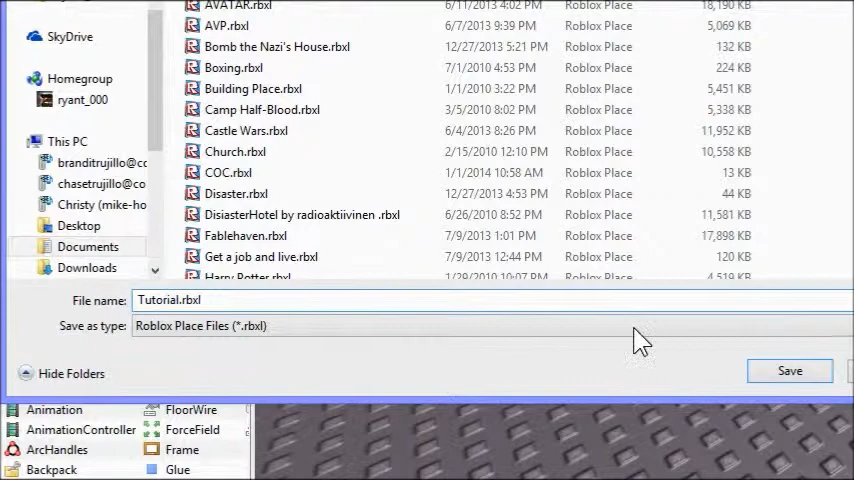 AVATAR.rbxl 6/11/2013 4:02 PM Roblox Place 18,190 KB
AVP.rbxl 6/7/2013 9:39 PM Roblox Place 5,069 KB
SkyDrive
Bomb the Nazi's House.rbxl 12/27/2013 5:21 PM Roblox Place 132 KB
Boxing.rbxl 7/1/2010 4:53 PM Roblox Place 224 KB
Homegroup
Building Place.rbxl 1/1/2010 3:22 PM Roblox Place 5,451 KB
ryant_000
Camp Half-Blood.rbxl 3/5/2010 8:02 PM Roblox Place 5,338 KB
Castle Wars.rbxl 6/4/2013 8:26 PM Roblox Place 11,952 KB
This PC
Church.rbxl 2/15/2010 12:10 PM Roblox Place 10,558 KB
branditrujillo@cc
COC.rbxl 1/1/2014 10:58 AM Roblox Place 13 KB
chasetrujillo@co
Disaster.rbxl 12/27/2013 4:53 PM Roblox Place 44 KB
Christy (mike-ho
DisiasterHotel by radioaktiivinen .rbxl 6/26/2010 8:52 PM Roblox Place 11,581 KB
Desktop
Fablehaven.rbxl 7/9/2013 1:01 PM Roblox Place 17,898 KB
Documents
Get a job and live.rbxl 7/9/2013 12:44 PM Roblox Place 120 KB
Downloads
Harry Potter.rbxl 1/29/2010 10:07 PM Roblox Place 4,519 KB
File name: Tutorial.rbxl
Save as type: Roblox Place Files (*.rbxl)
Hide Folders
Save
Animation FloorWire
AnimationController ForceField
ArcHandles Frame
Backpack Glue